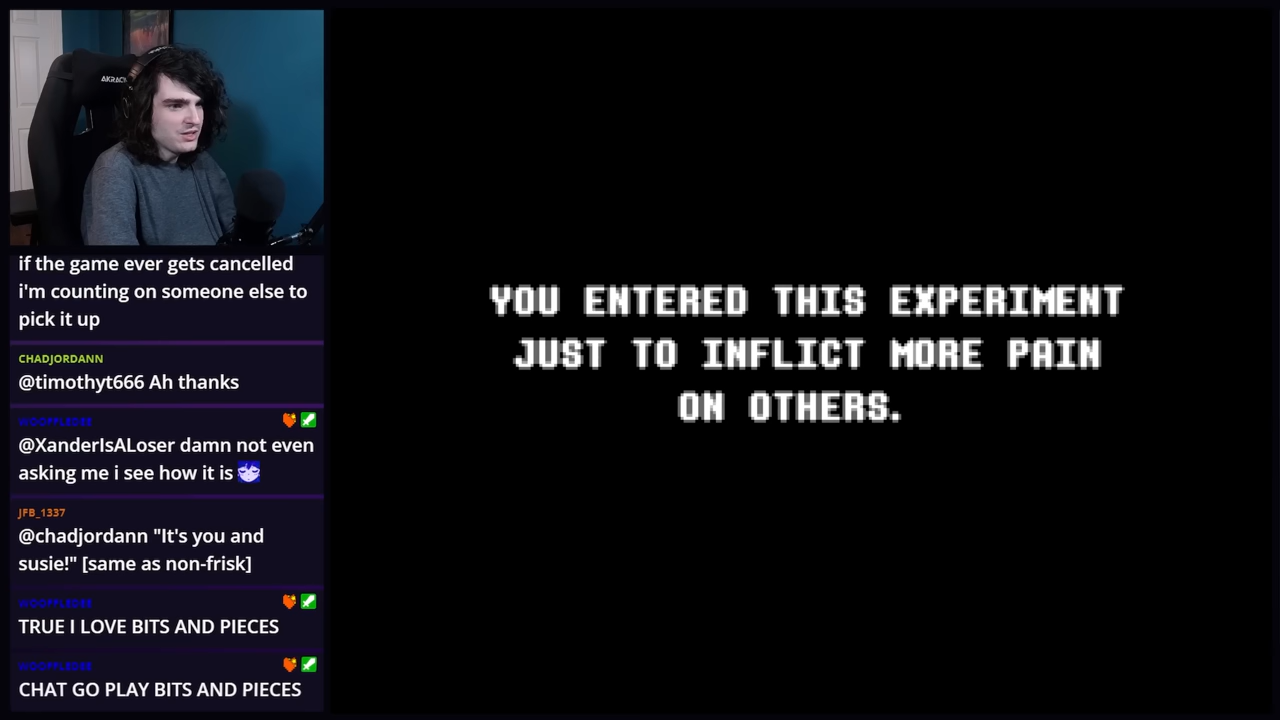 AKRACING
if the game ever gets cancelled
i'm counting on someone else to
pick it up
CHADJORDANN
@timothyt666 Ah thanks
@XanderIsALoser damn not even
asking me i see how it is
JFB_1337
@chadjordann "It's you and
susie!" [same as non-frisk]
TRUE I LOVE BITS AND PIECES
CHAT GO PLAY BITS AND PIECES
YOU ENTERED THIS EXPERIMENT
JUST TO INFLICT MORE PAIN
ON OTHERS.